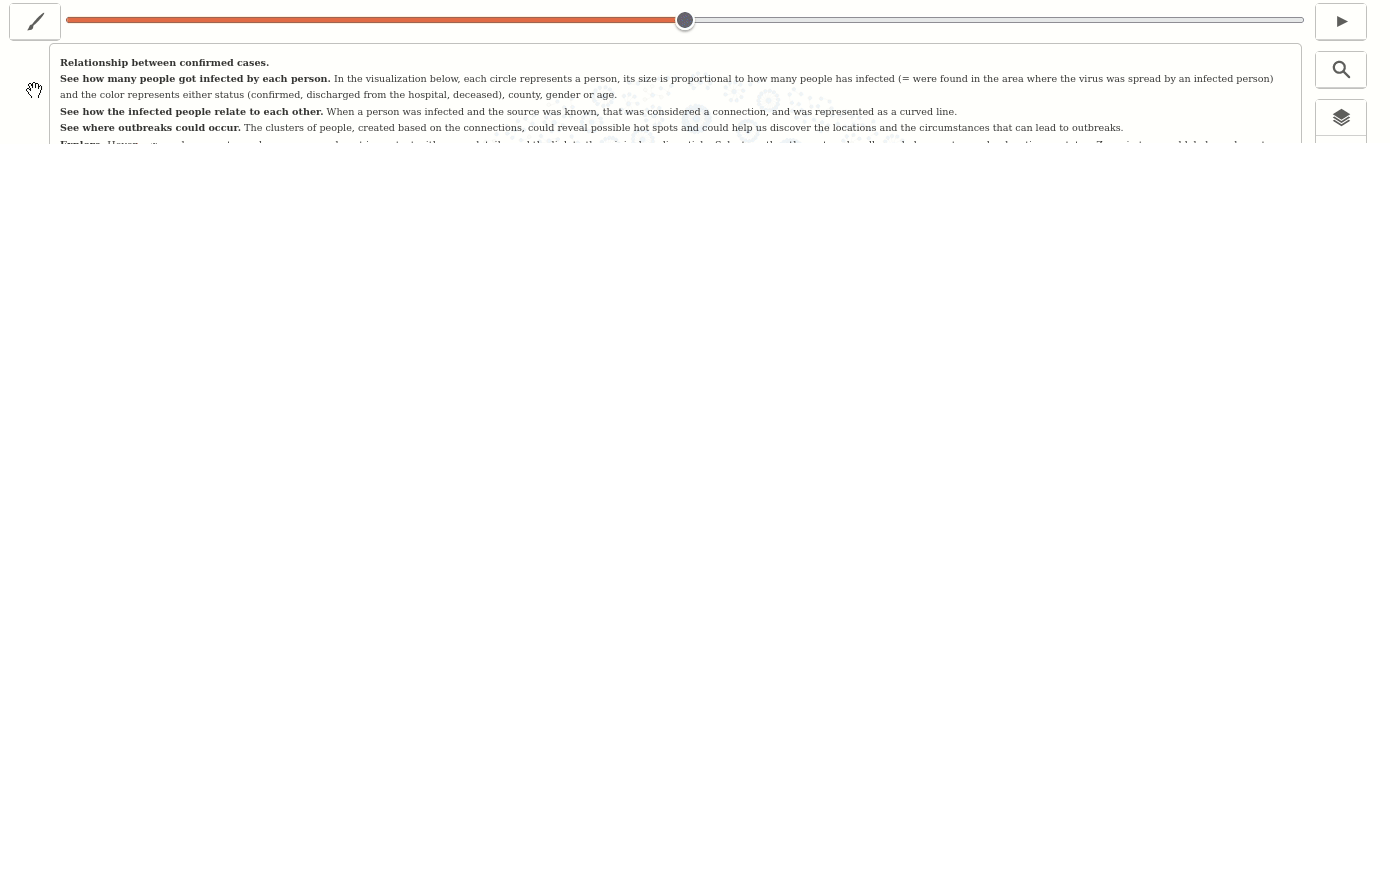 Relationship between confirmed cases.
See how many people got infected by each person. In the visualization below, each circle represents a person, its size is proportional to how many people has infected (= were found in the area where the virus was spread by an infected person)
and the color represents either status (confirmed, discharged from the hospital, deceased), county, gender or age.
See how the infected people relate to each other. When a person was infected and the source was known, that was considered a connection, and was represented as a curved line.
See where outbreaks could occur. The clusters of people, created based on the connections, could reveal possible hot spots and could help us discover the locations and the circumstances that can lead to outbreaks.